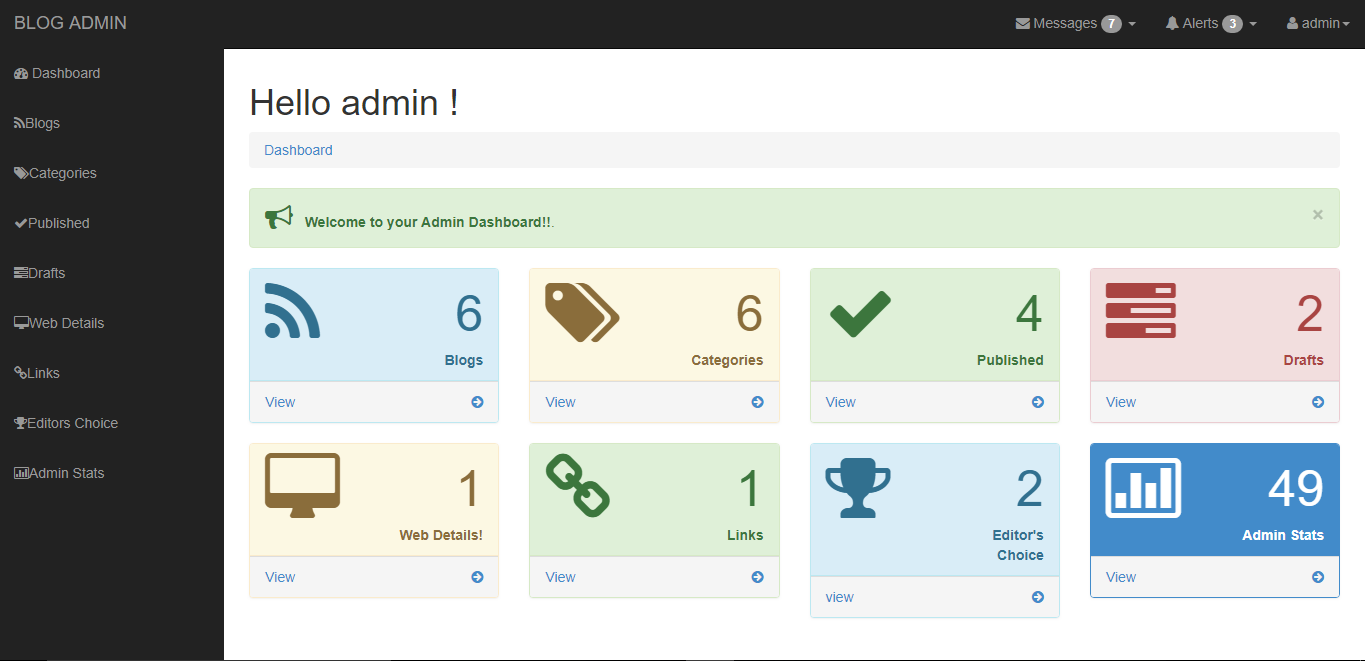 BLOG ADMIN
Messages 7
Alerts 3
admin
Dashboard
Blogs
Categories
Published
Drafts
Web Details
Links
Editors Choice
Admin Stats
Hello admin !
Dashboard
Welcome to your Admin Dashboard!!.
×
6
Blogs
View
6
Categories
View
4
Published
View
2
Drafts
View
1
Web Details!
View
1
Links
View
2
Editor's
Choice
view
49
Admin Stats
View